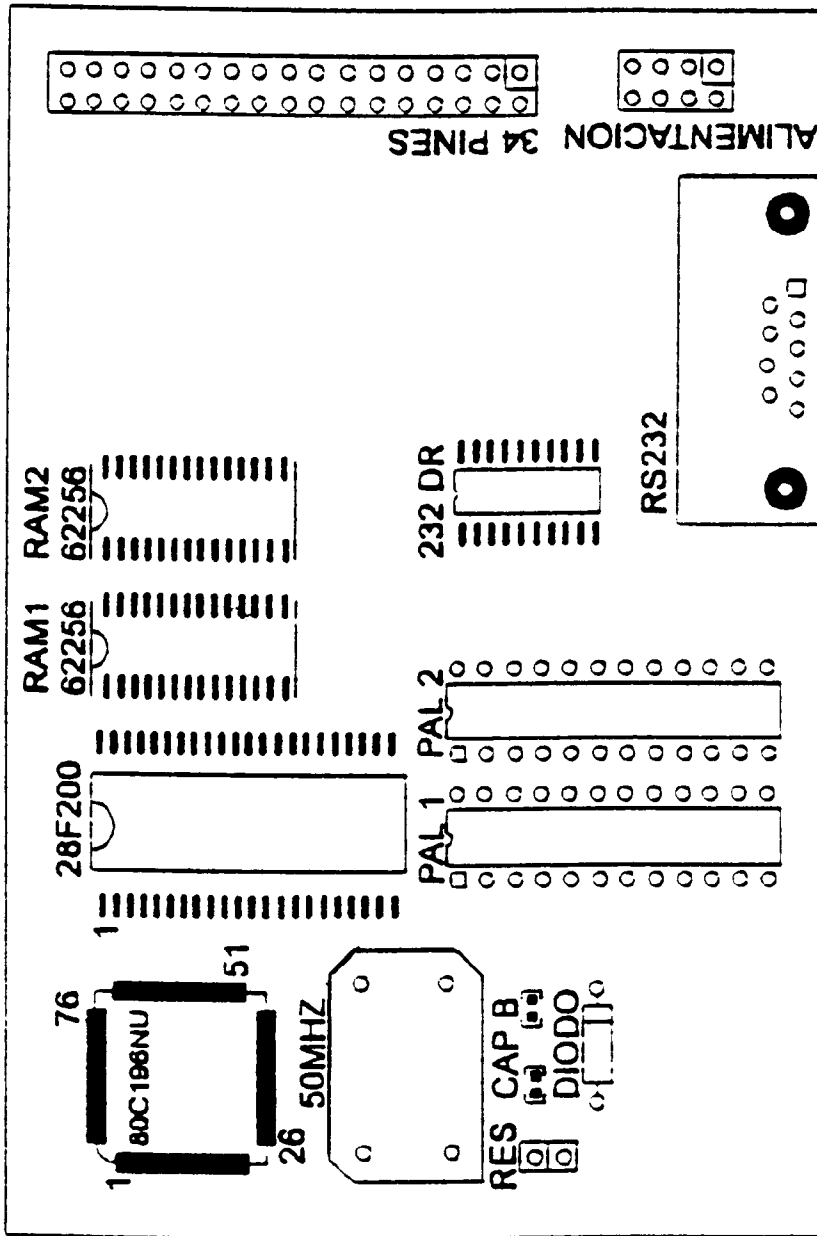 34 PINES
ALIMENTACION
RAM2
62256
RAM1
62256
232 DR
RS232
28F200
1
PAL 2
PAL 1
76
51
80C196NU
1
26
50MHZ
CAP B
RES
DIODO